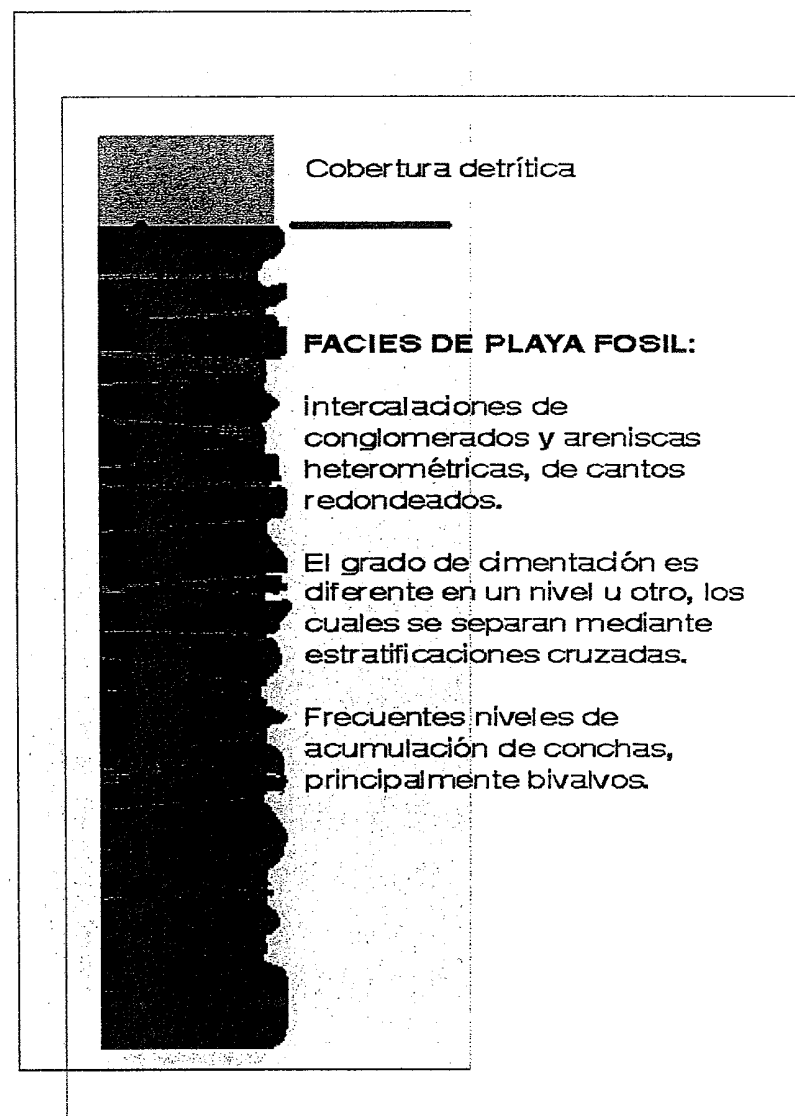 Cobertura detrítica
FACIES DE PLAYA FOSIL:
intercalaciones de
conglomerados y areniscas
heterométricas, de cantos
redondeados.
El grado de cimentación es
diferente en un nivel u otro, los
cuales se separan mediante
estratificaciones cruzadas.
Frecuentes niveles de
acumulación de conchas,
principalmente bivalvos.